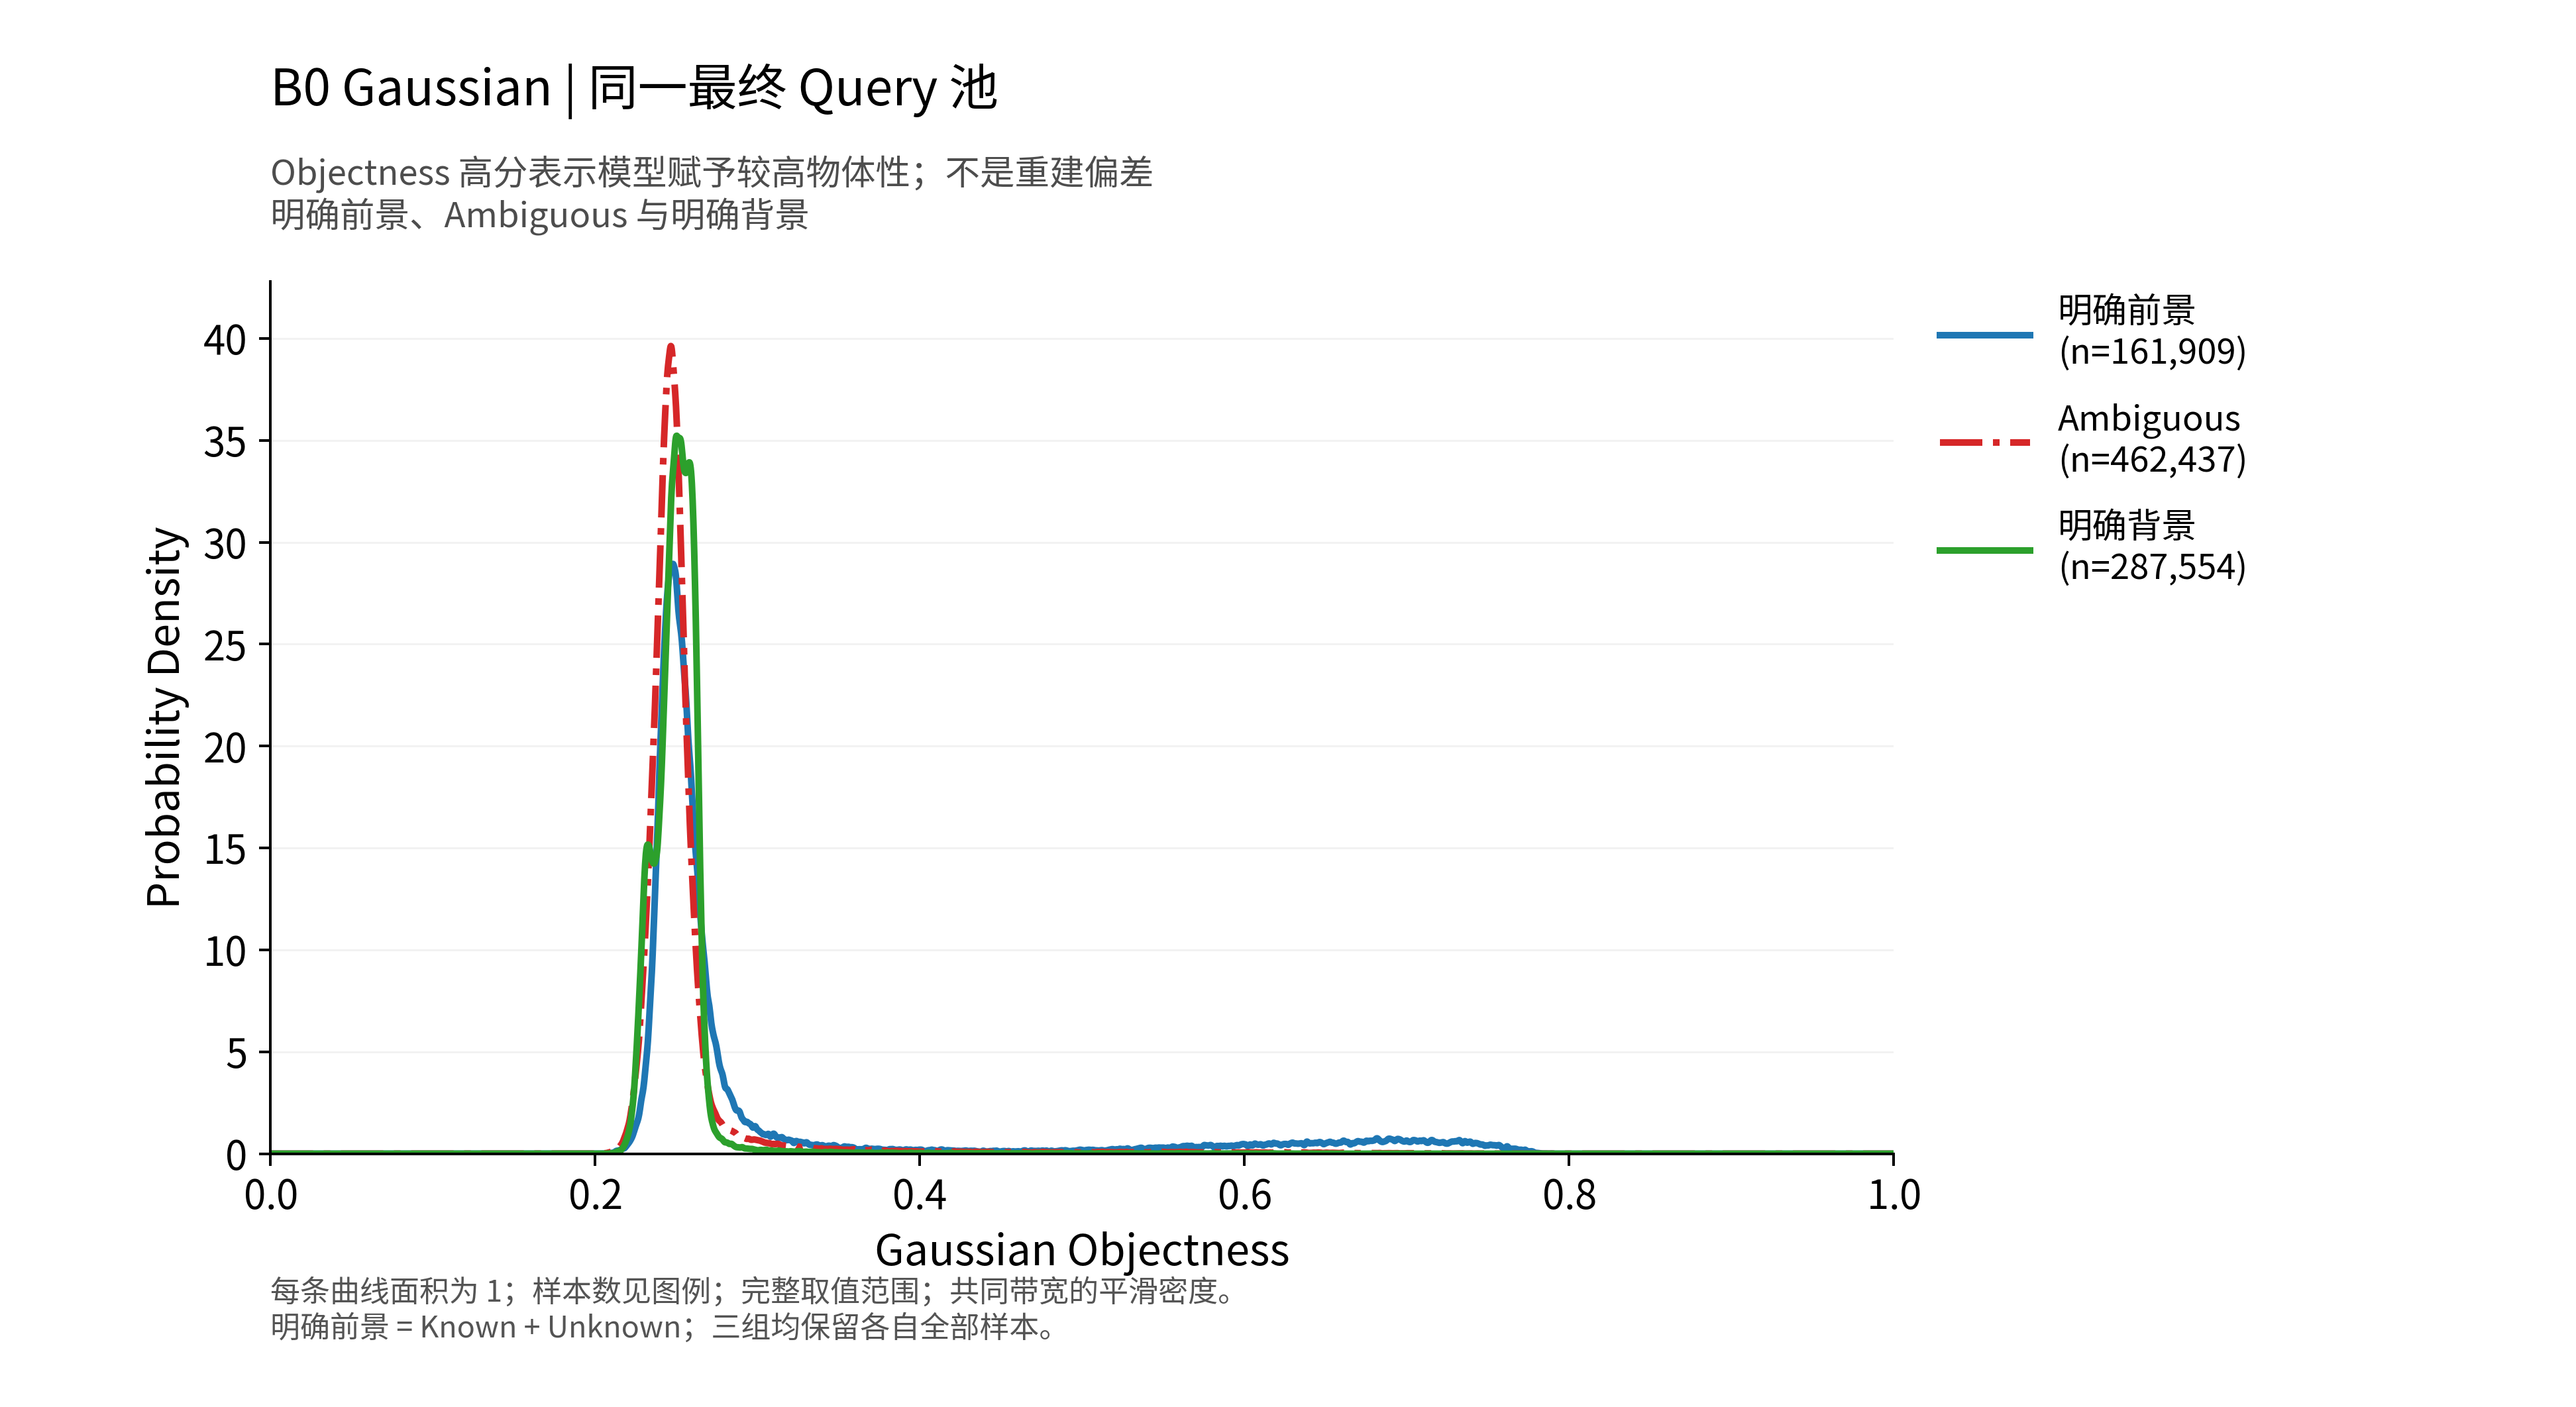 B0 Gaussian | 同一最终 Query 池
Objectness 高分表示模型赋予较高物体性；不是重建偏差
明确前景、Ambiguous 与明确背景
明确前景
(n=161,909)
Ambiguous
(n=462,437)
明确背景
(n=287,554)
Probability Density
40
35
30
25
20
15
10
5
0
0.0 0.2 0.4 0.6 0.8 1.0
Gaussian Objectness
每条曲线面积为 1；样本数见图例；完整取值范围；共同带宽的平滑密度。
明确前景 = Known + Unknown；三组均保留各自全部样本。